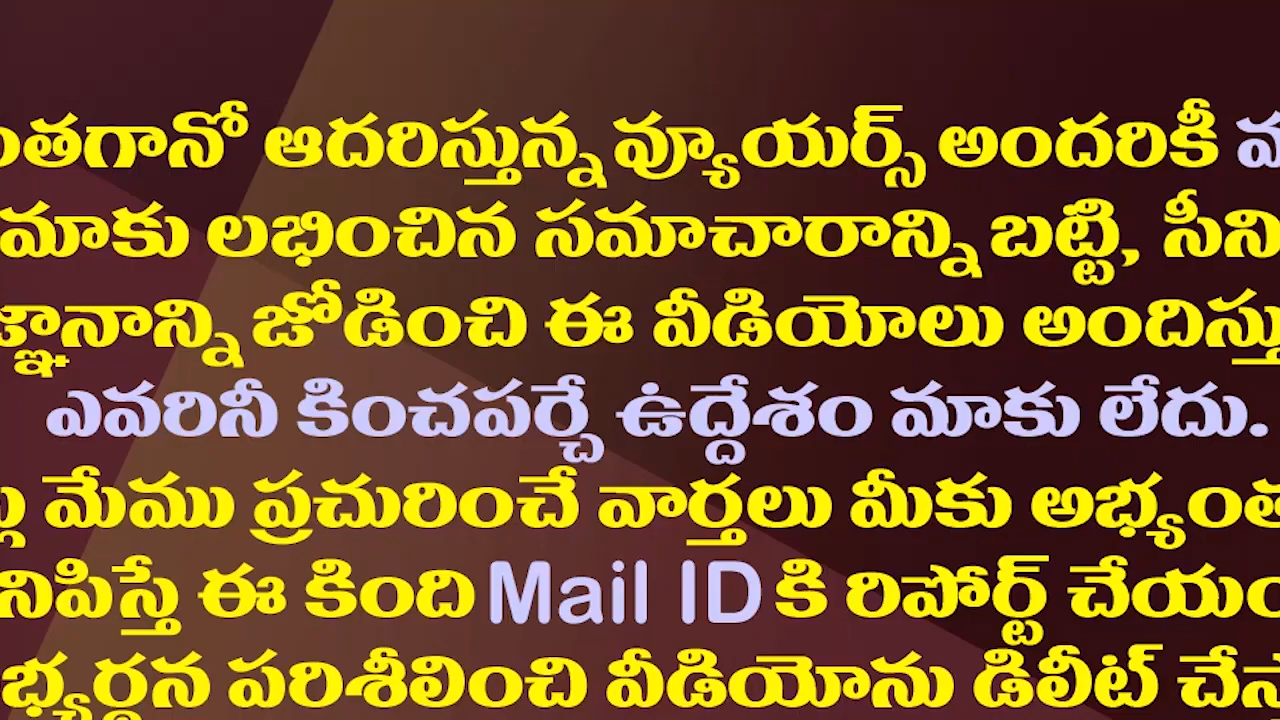 ంతగానో ఆదరిస్తున్న వ్యూయర్స్ అందరికీ
మాకు లభించిన సమాచారాన్ని బట్టి, సీని
జ్ఞానాన్ని జోడించి ఈ వీడియోలు అందిస్తు
ఎవరినీ కించపర్చే ఉద్దేశం మాకు లేదు.
మేము ప్రచురించే వార్తలు మీకు అభ్యంత
నిపిస్తే ఈ కింది Mail ID కి రిపోర్ట్ చేయం
భ్యర్థన పరిశీలించి వీడియోను డిలీట్ చేస